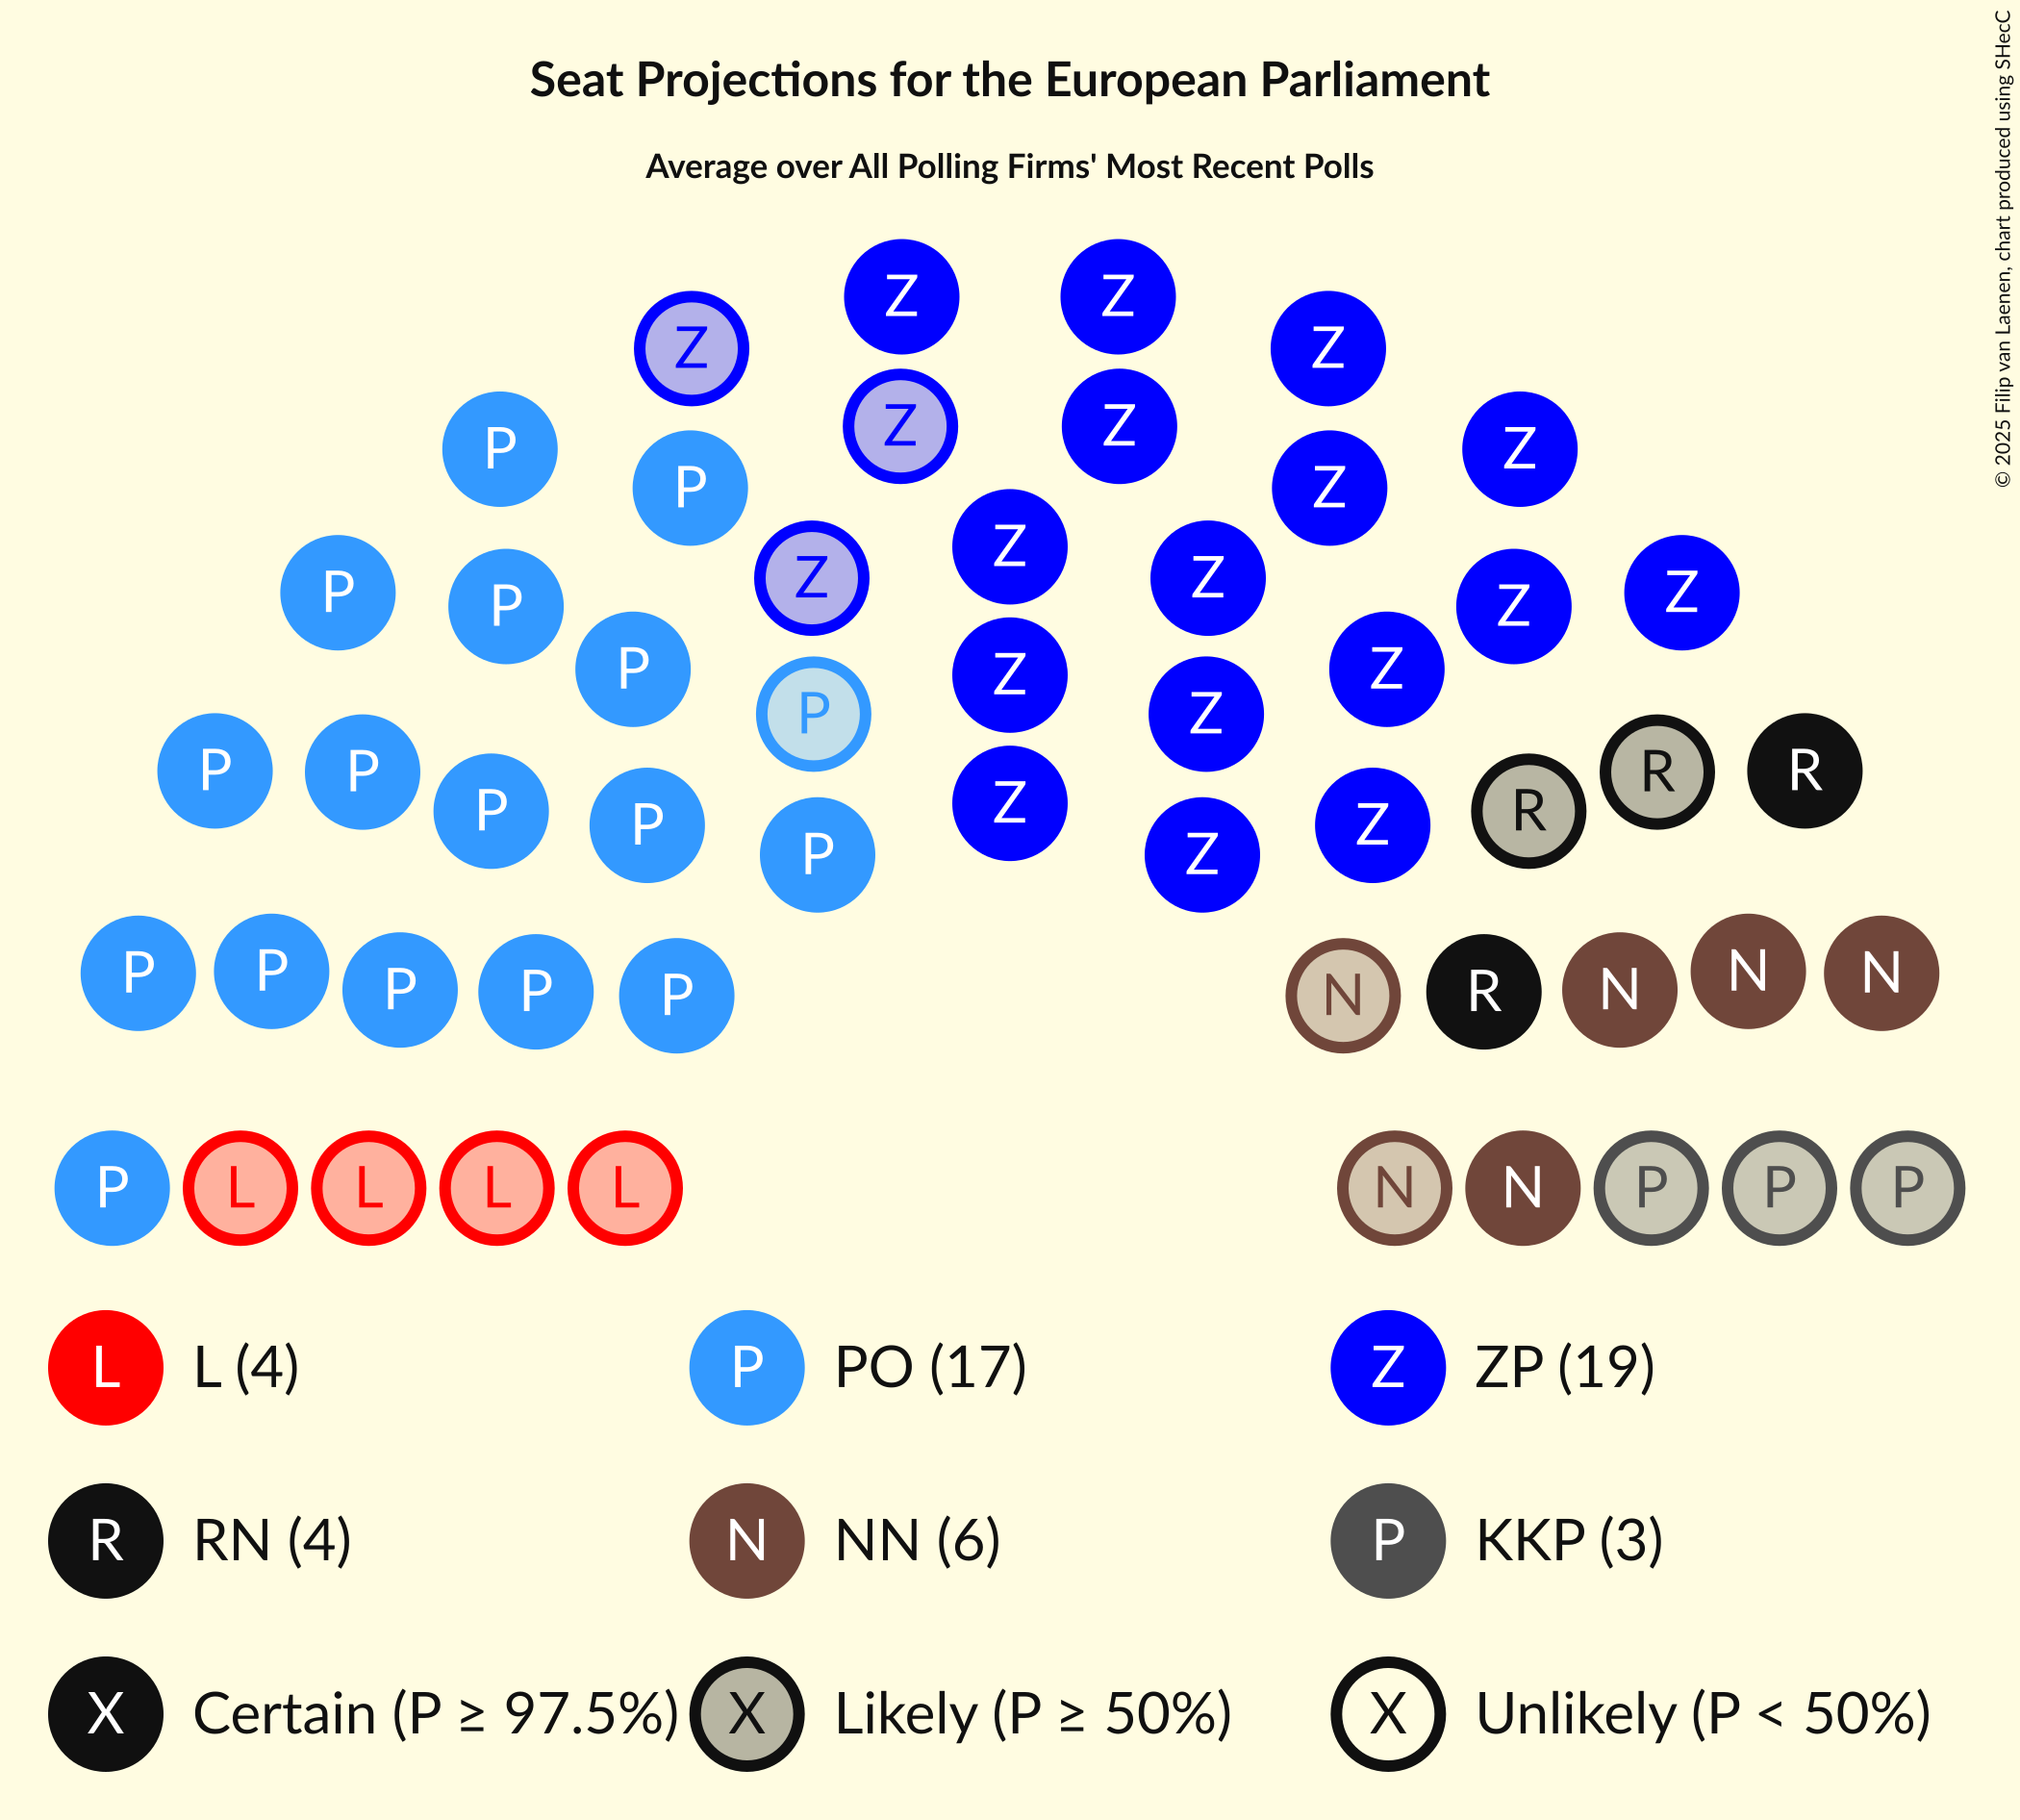 Seat Projections for the European Parliament
Average over All Polling Firms' Most Recent Polls
© 2025 Filip van Laenen, chart produced using SHecC
Z Z
Z Z
Z Z
P Z
P Z
Z
Z Z
P Z
P Z
P Z
P Z
Z
P Z
P R
P R
P R
Z
P Z
P Z
P N
P N
P N
P R
P N
P L L L L N N P P P
L L (4) P PO (17) Z ZP (19)
R RN (4) N NN (6) P KKP (3)
X Certain (P ≥ 97.5%) X Likely (P ≥ 50%) X Unlikely (P < 50%)